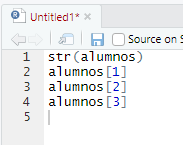 Untitled1*
Source on S
1 str(alumnos)
2 alumnos[1]
3 alumnos[2]
4 alumnos[3]
5